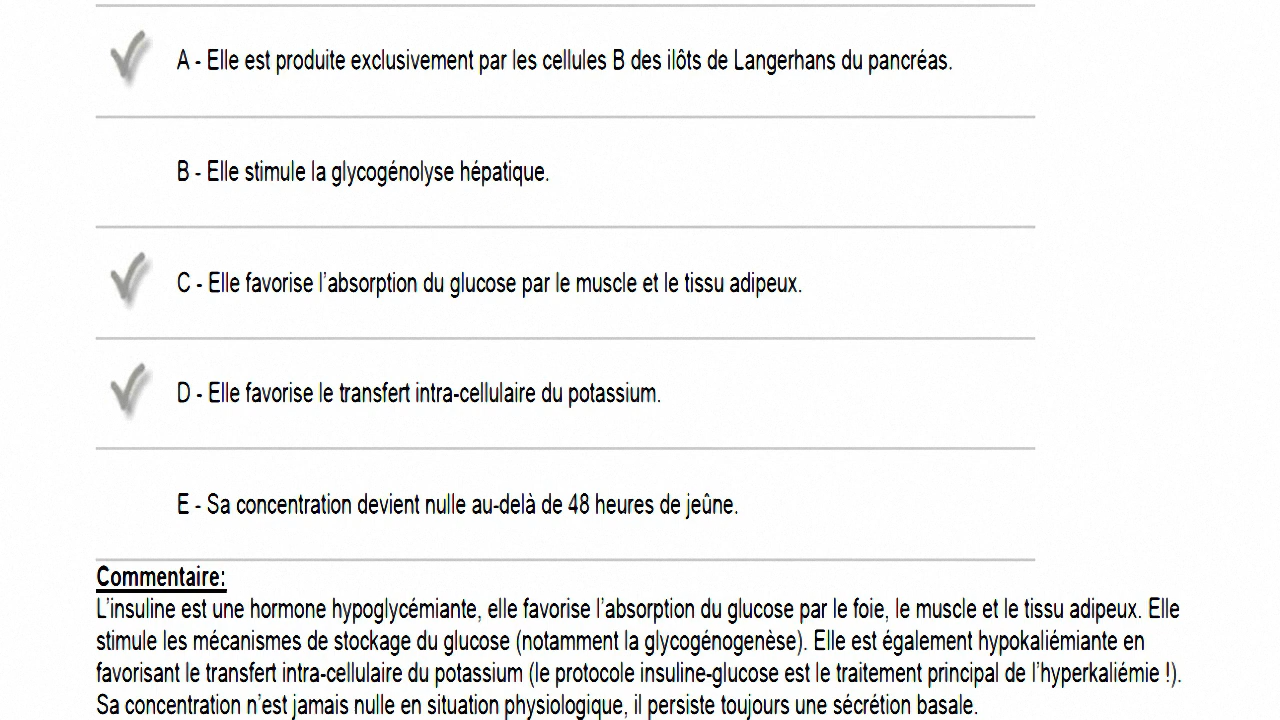 A - Elle est produite exclusivement par les cellules B des ilôts de Langerhans du pancréas.
B - Elle stimule la glycogénolyse hépatique.
C - Elle favorise l'absorption du glucose par le muscle et le tissu adipeux.
D - Elle favorise le transfert intra-cellulaire du potassium.
E - Sa concentration devient nulle au-delà de 48 heures de jeûne.
Commentaire:
L'insuline est une hormone hypoglycémiante, elle favorise l'absorption du glucose par le foie, le muscle et le tissu adipeux. Elle
stimule les mécanismes de stockage du glucose (notamment la glycogénogenèse). Elle est également hypokaliémiante en
favorisant le transfert intra-cellulaire du potassium (le protocole insuline-glucose est le traitement principal de l'hyperkaliémie !).
Sa concentration n'est jamais nulle en situation physiologique, il persiste toujours une sécrétion basale.